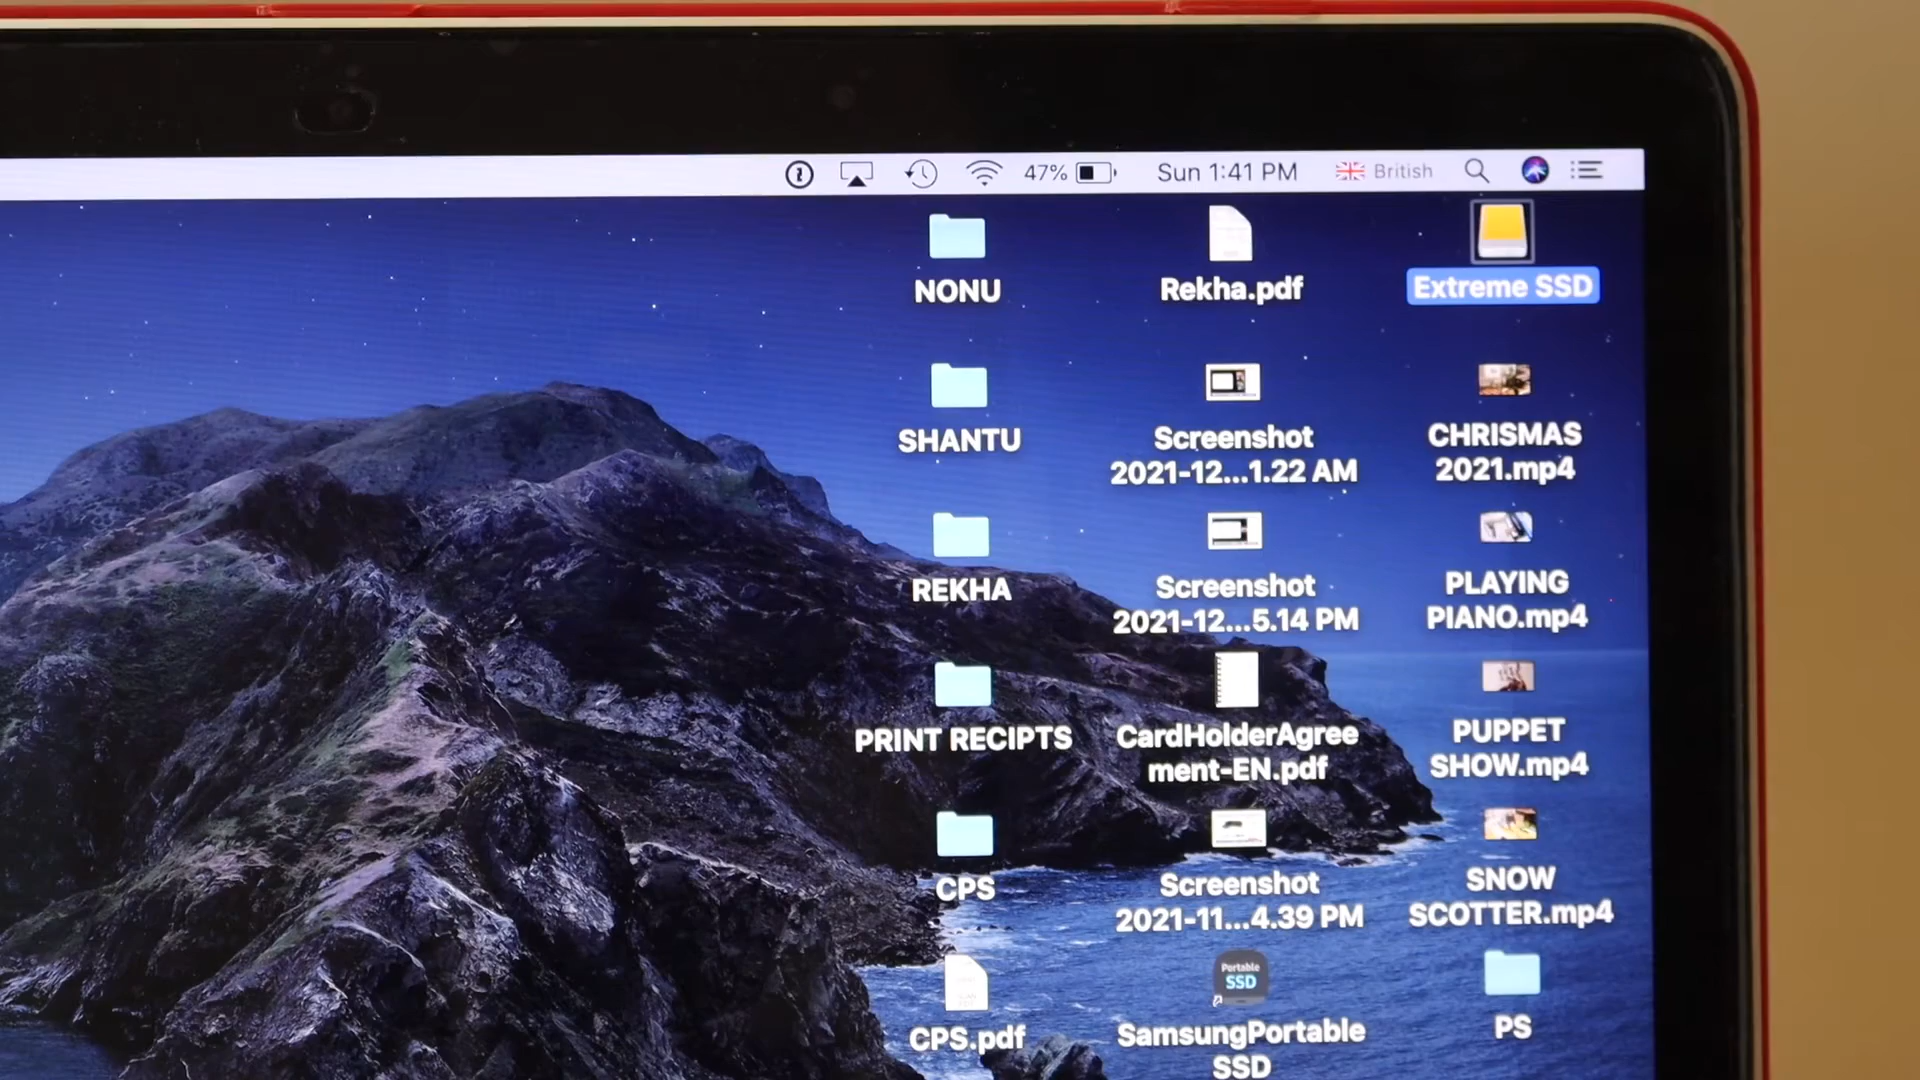 47%
Sun 1:41 PM
British
NONU
Rekha.pdf
Extreme SSD
SHANTU
Screenshot
2021-12...1.22 AM
CHRISMAS
2021.mp4
REKHA
Screenshot
2021-12...5.14 PM
PLAYING
PIANO.mp4
PRINT RECIPTS
CardHolderAgree
ment-EN.pdf
PUPPET
SHOW.mp4
CPS
Screenshot
2021-11...4.39 PM
SNOW
SCOTTER.mp4
CPS.pdf
Portable
SSD
SamsungPortable
SSD
PS